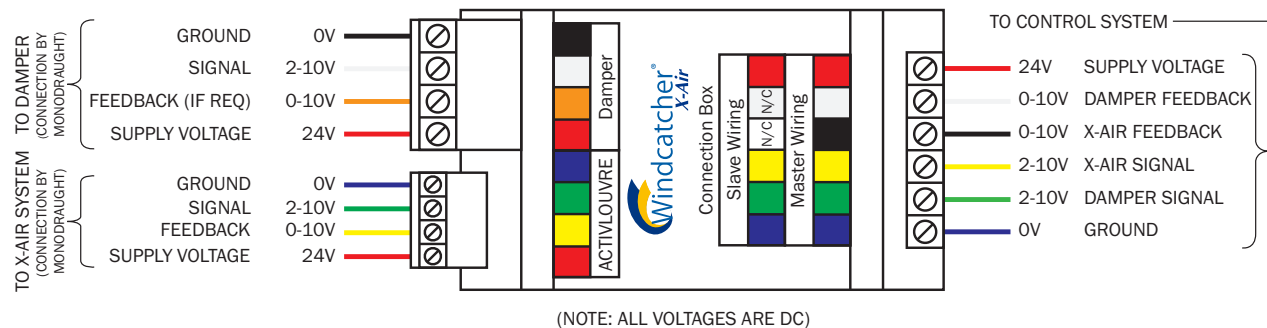 TO DAMPER
(CONNECTION BY
MONODRAUGHT)
GROUND 0V
SIGNAL 2-10V
FEEDBACK (IF REQ) 0-10V
SUPPLY VOLTAGE 24V
TO X-AIR SYSTEM
(CONNECTION BY
MONODRAUGHT)
GROUND 0V
SIGNAL 2-10V
FEEDBACK 0-10V
SUPPLY VOLTAGE 24V
Damper
ACTIVLOUVRE
Windcatcher®
X-Air
Connection Box
Slave Wiring
N/C
N/C
Master Wiring
TO CONTROL SYSTEM
24V SUPPLY VOLTAGE
0-10V DAMPER FEEDBACK
0-10V X-AIR FEEDBACK
2-10V X-AIR SIGNAL
2-10V DAMPER SIGNAL
0V GROUND
(NOTE: ALL VOLTAGES ARE DC)